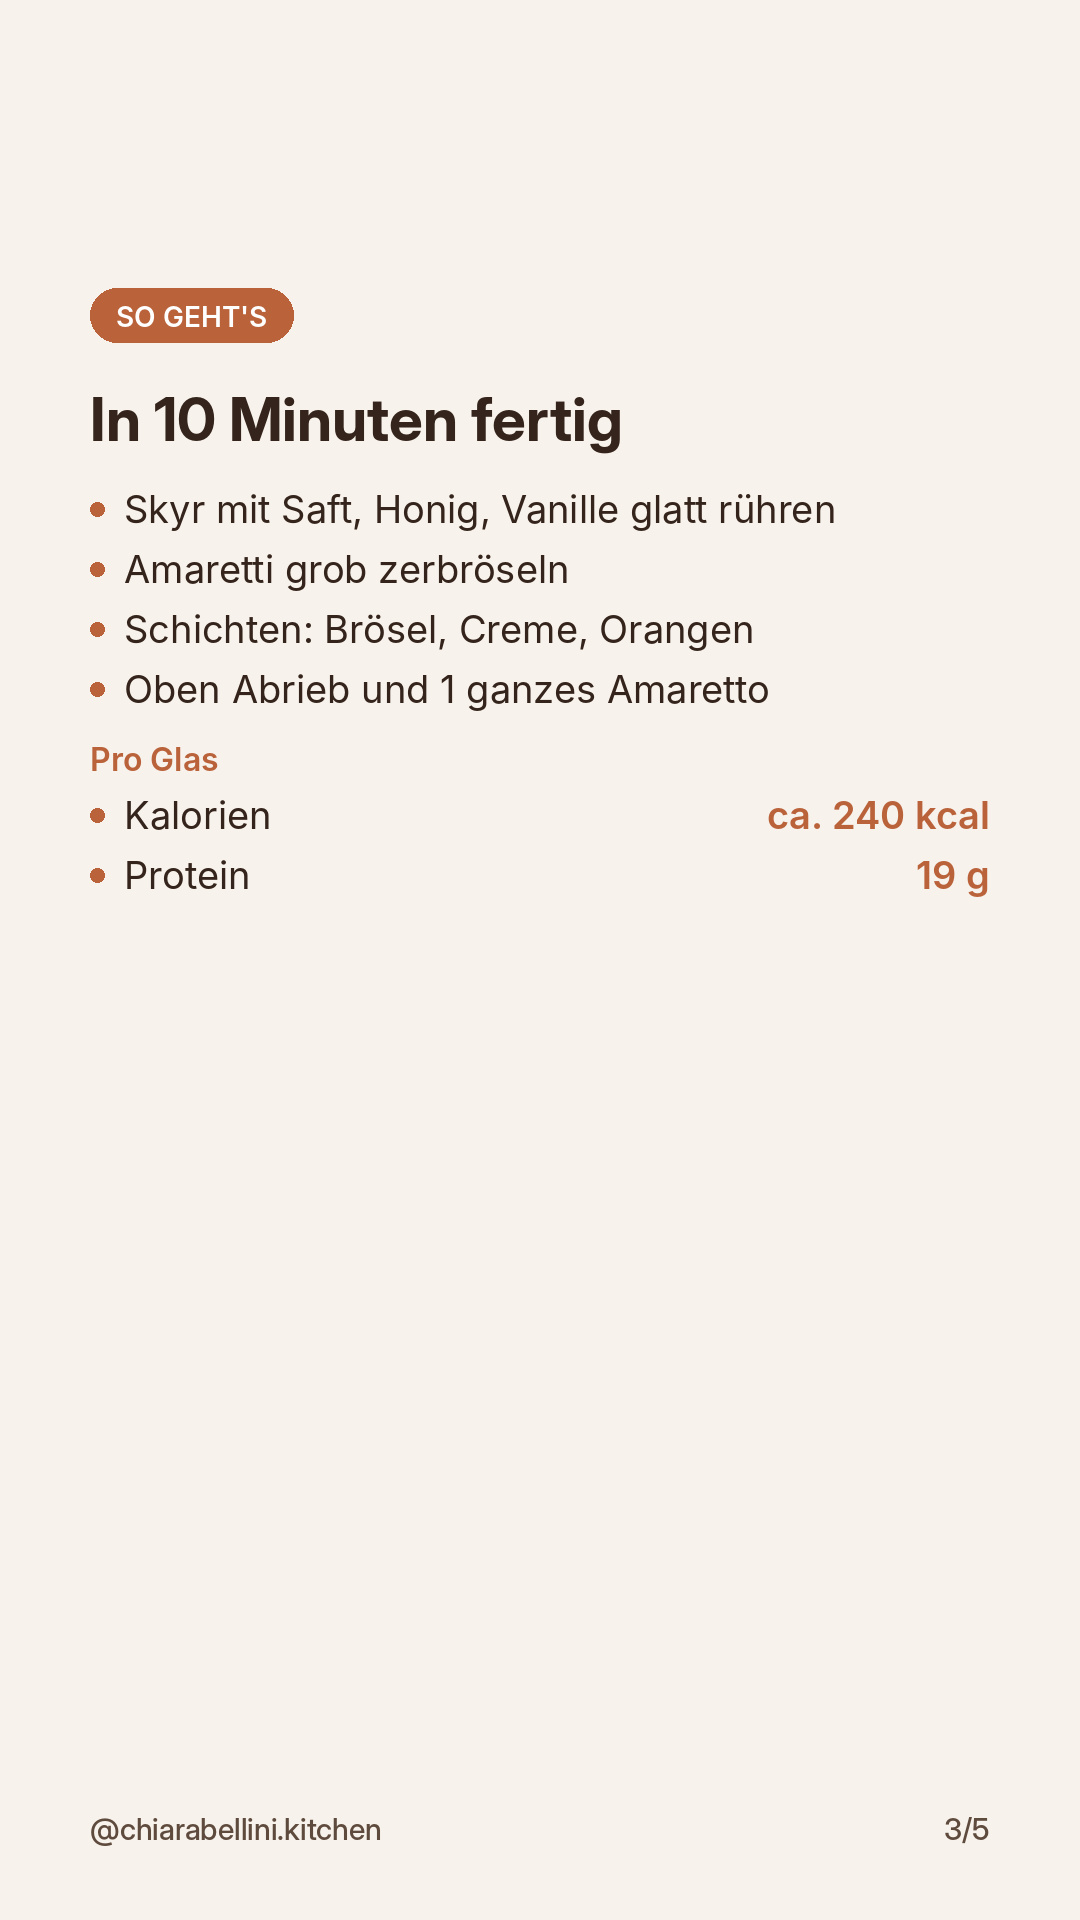 SO GEHT'S
In 10 Minuten fertig
Skyr mit Saft, Honig, Vanille glatt rühren
Amaretti grob zerbröseln
Schichten: Brösel, Creme, Orangen
Oben Abrieb und 1 ganzes Amaretto
Pro Glas
Kalorien ca. 240 kcal
Protein 19 g
@chiarabellini.kitchen 3/5